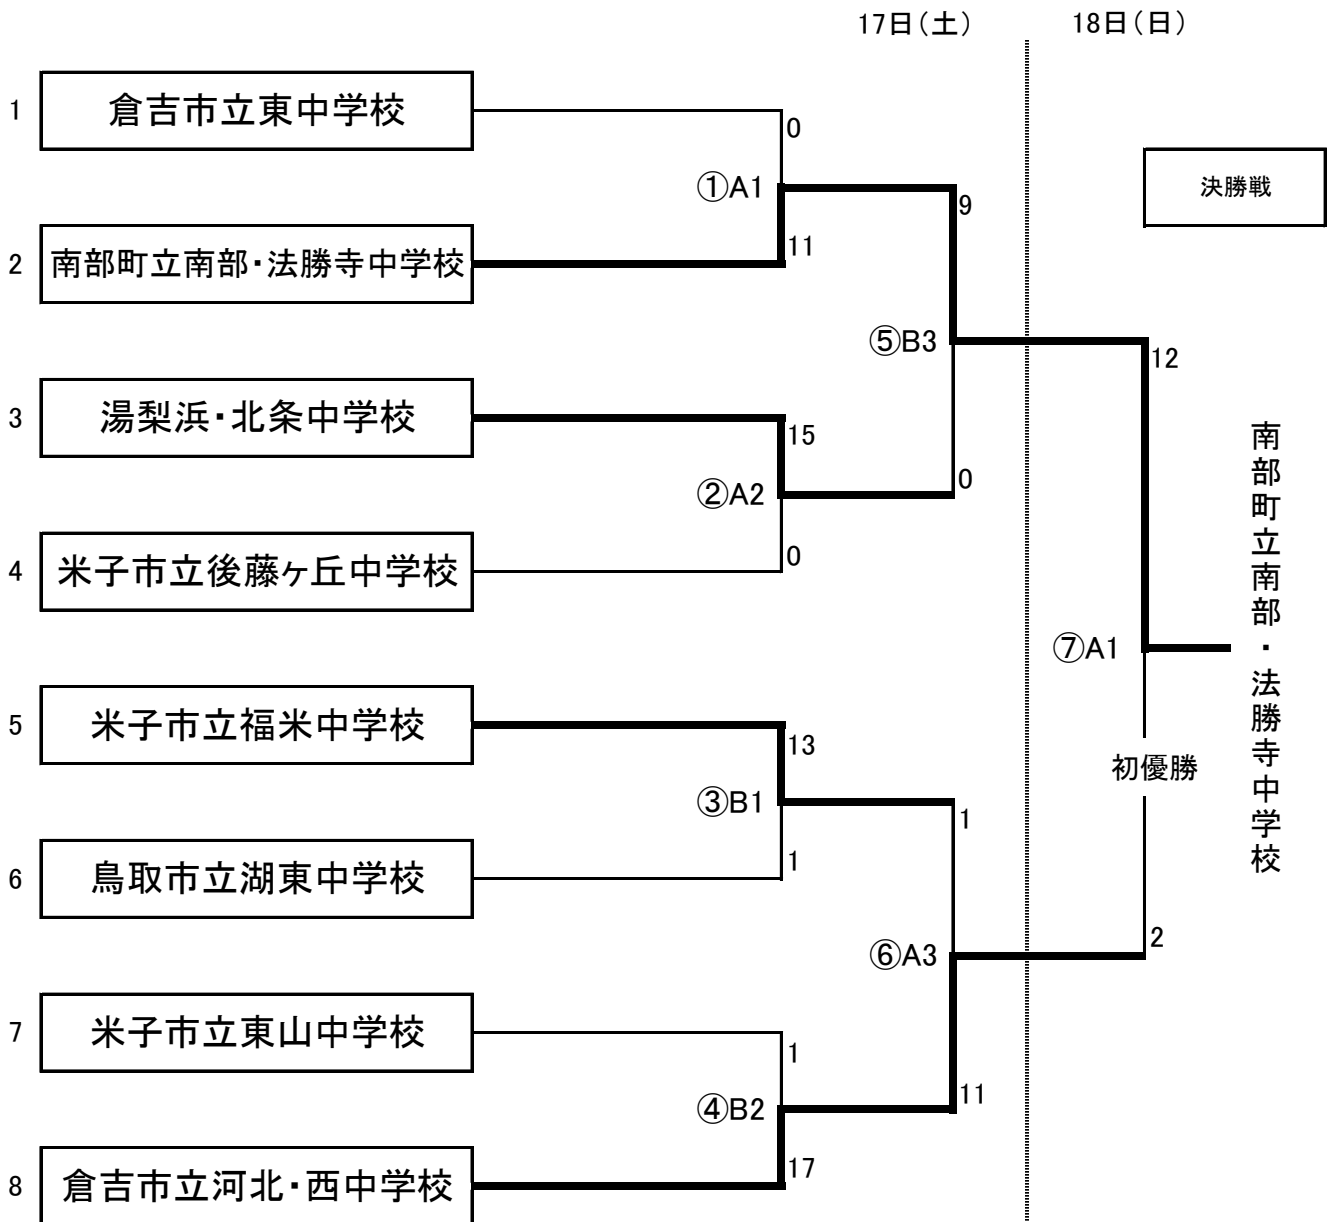 17日(土)
18日(日)
1
倉吉市立東中学校
0
決勝戦
①A1
9
2
南部町立南部・法勝寺中学校
11
⑤B3
12
3
湯梨浜・北条中学校
15
②A2
0
4
米子市立後藤ヶ丘中学校
0
南部町立南部・法勝寺中学校
⑦A1
5
米子市立福米中学校
13
初優勝
③B1
1
6
鳥取市立湖東中学校
1
⑥A3
2
7
米子市立東山中学校
1
④B2
11
8
倉吉市立河北・西中学校
17